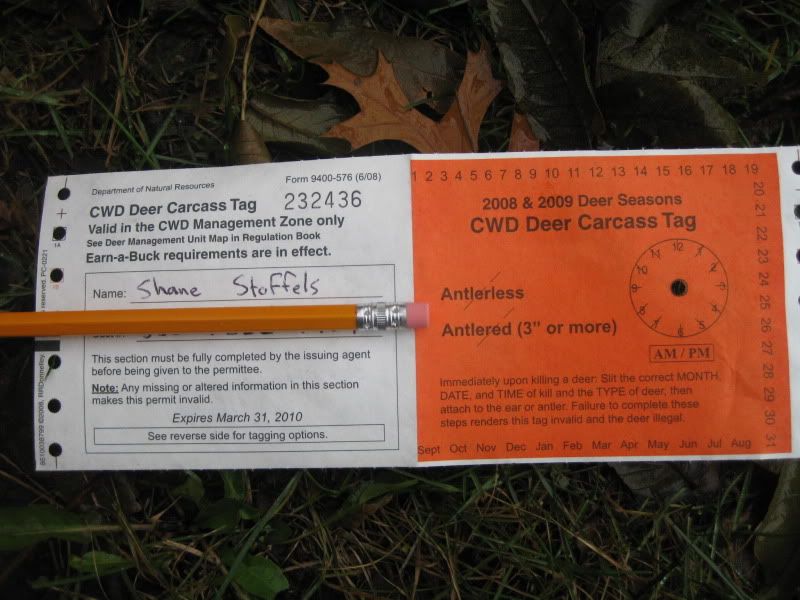 Department of Natural Resources
Form 9400-576 (6/08)
CWD Deer Carcass Tag 232436
Valid in the CWD Management Zone only
See Deer Management Unit Map in Regulation Book
Earn-a-Buck requirements are in effect.
Name: Shane Stoffels
This section must be fully completed by the issuing agent
before being given to the permittee.
Note: Any missing or altered information in this section
makes this permit invalid.
Expires March 31, 2010
See reverse side for tagging options.
1A
reserved. PC-0221
8610038799 ©2008,
1 2 3 4 5 6 7 8 9 10 11 12 13 14 15 16 17 18 19
20 21 22 23 24 25 26 27 28 29 30 31
2008 & 2009 Deer Seasons
CWD Deer Carcass Tag
12 1 2 3 4 5 6 7 8 9 10 11
Antlerless
Antlered (3" or more)
AM / PM
Immediately upon killing a deer: Slit the correct MONTH,
DATE, and TIME of kill and the TYPE of deer, then
attach to the ear or antler. Failure to complete these
steps renders this tag invalid and the deer illegal.
Sept Oct Nov Dec Jan Feb Mar Apr May Jun Jul Aug